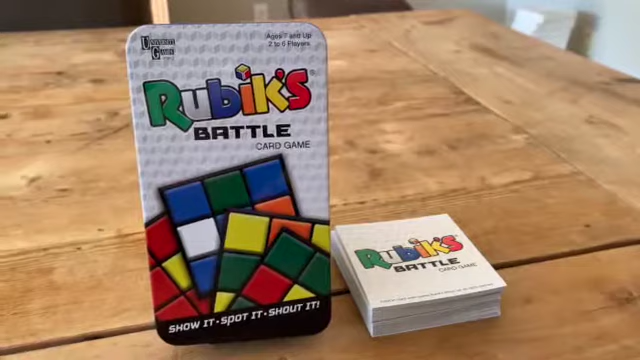 University
Games
Ages 7 and Up
2 to 6 Players
Rubik's®
BATTLE
CARD GAME
SHOW IT • SPOT IT • SHOUT IT!
Rubik's
BATTLE
CARD GAME